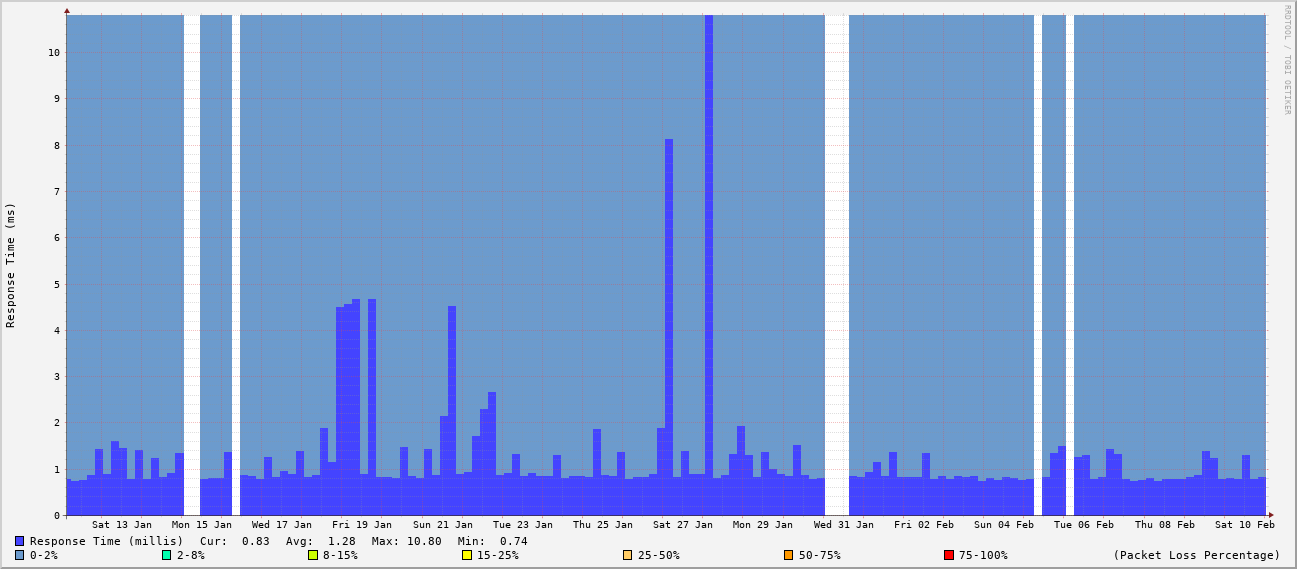 RRDTOOL / TOBI OETIKER
Response Time (ms)
10
9
8
7
6
5
4
3
2
1
0
Sat 13 Jan Mon 15 Jan Wed 17 Jan Fri 19 Jan Sun 21 Jan Tue 23 Jan Thu 25 Jan Sat 27 Jan Mon 29 Jan Wed 31 Jan Fri 02 Feb Sun 04 Feb Tue 06 Feb Thu 08 Feb Sat 10 Feb
Response Time (millis) Cur: 0.83 Avg: 1.28 Max: 10.80 Min: 0.74
0-2% 2-8% 8-15% 15-25% 25-50% 50-75% 75-100% (Packet Loss Percentage)